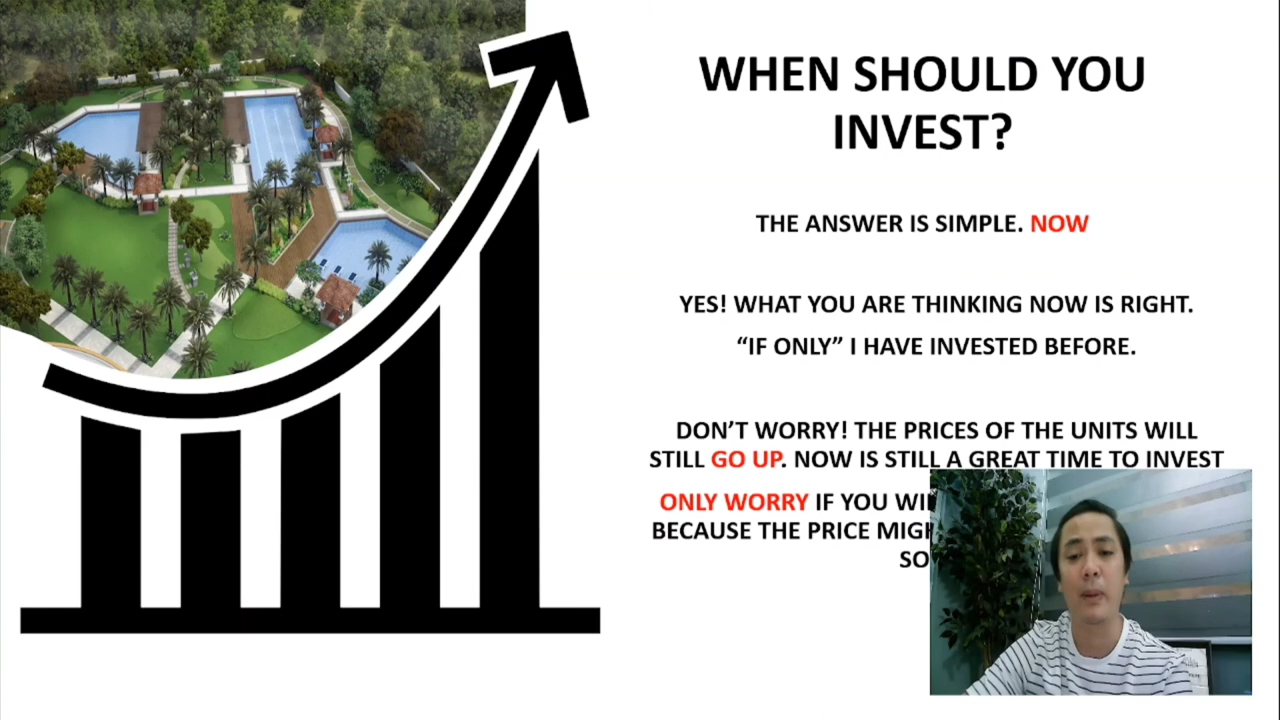 WHEN SHOULD YOU
INVEST?
THE ANSWER IS SIMPLE. NOW
YES! WHAT YOU ARE THINKING NOW IS RIGHT.
“IF ONLY” I HAVE INVESTED BEFORE.
DON’T WORRY! THE PRICES OF THE UNITS WILL
STILL GO UP. NOW IS STILL A GREAT TIME TO INVEST
ONLY WORRY IF YOU
BECAUSE THE PRICE